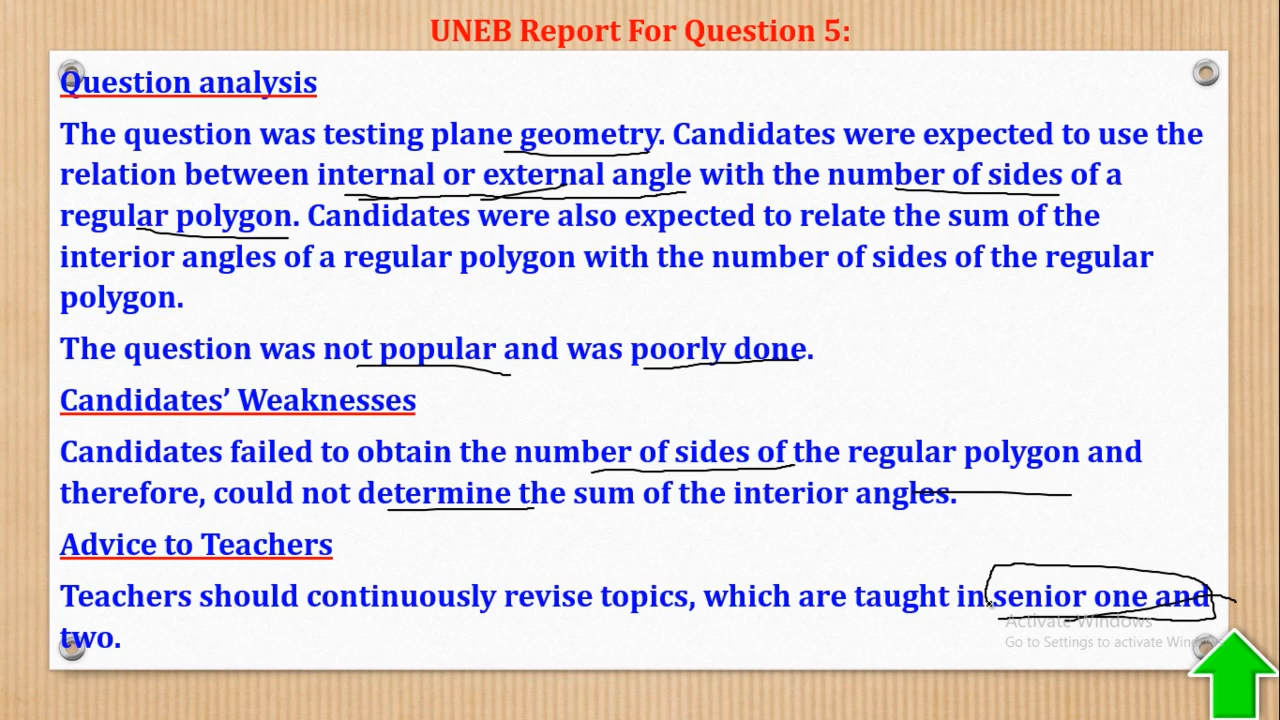 UNEB Report For Question 5:
Question analysis
The question was testing plane geometry. Candidates were expected to use the
relation between internal or external angle with the number of sides of a
regular polygon. Candidates were also expected to relate the sum of the
interior angles of a regular polygon with the number of sides of the regular
polygon.
The question was not popular and was poorly done.
Candidates’ Weaknesses
Candidates failed to obtain the number of sides of the regular polygon and
therefore, could not determine the sum of the interior angles.
Advice to Teachers
Teachers should continuously revise topics, which are taught in senior one and
two.
Activate Windows
Go to Settings to activate Windows